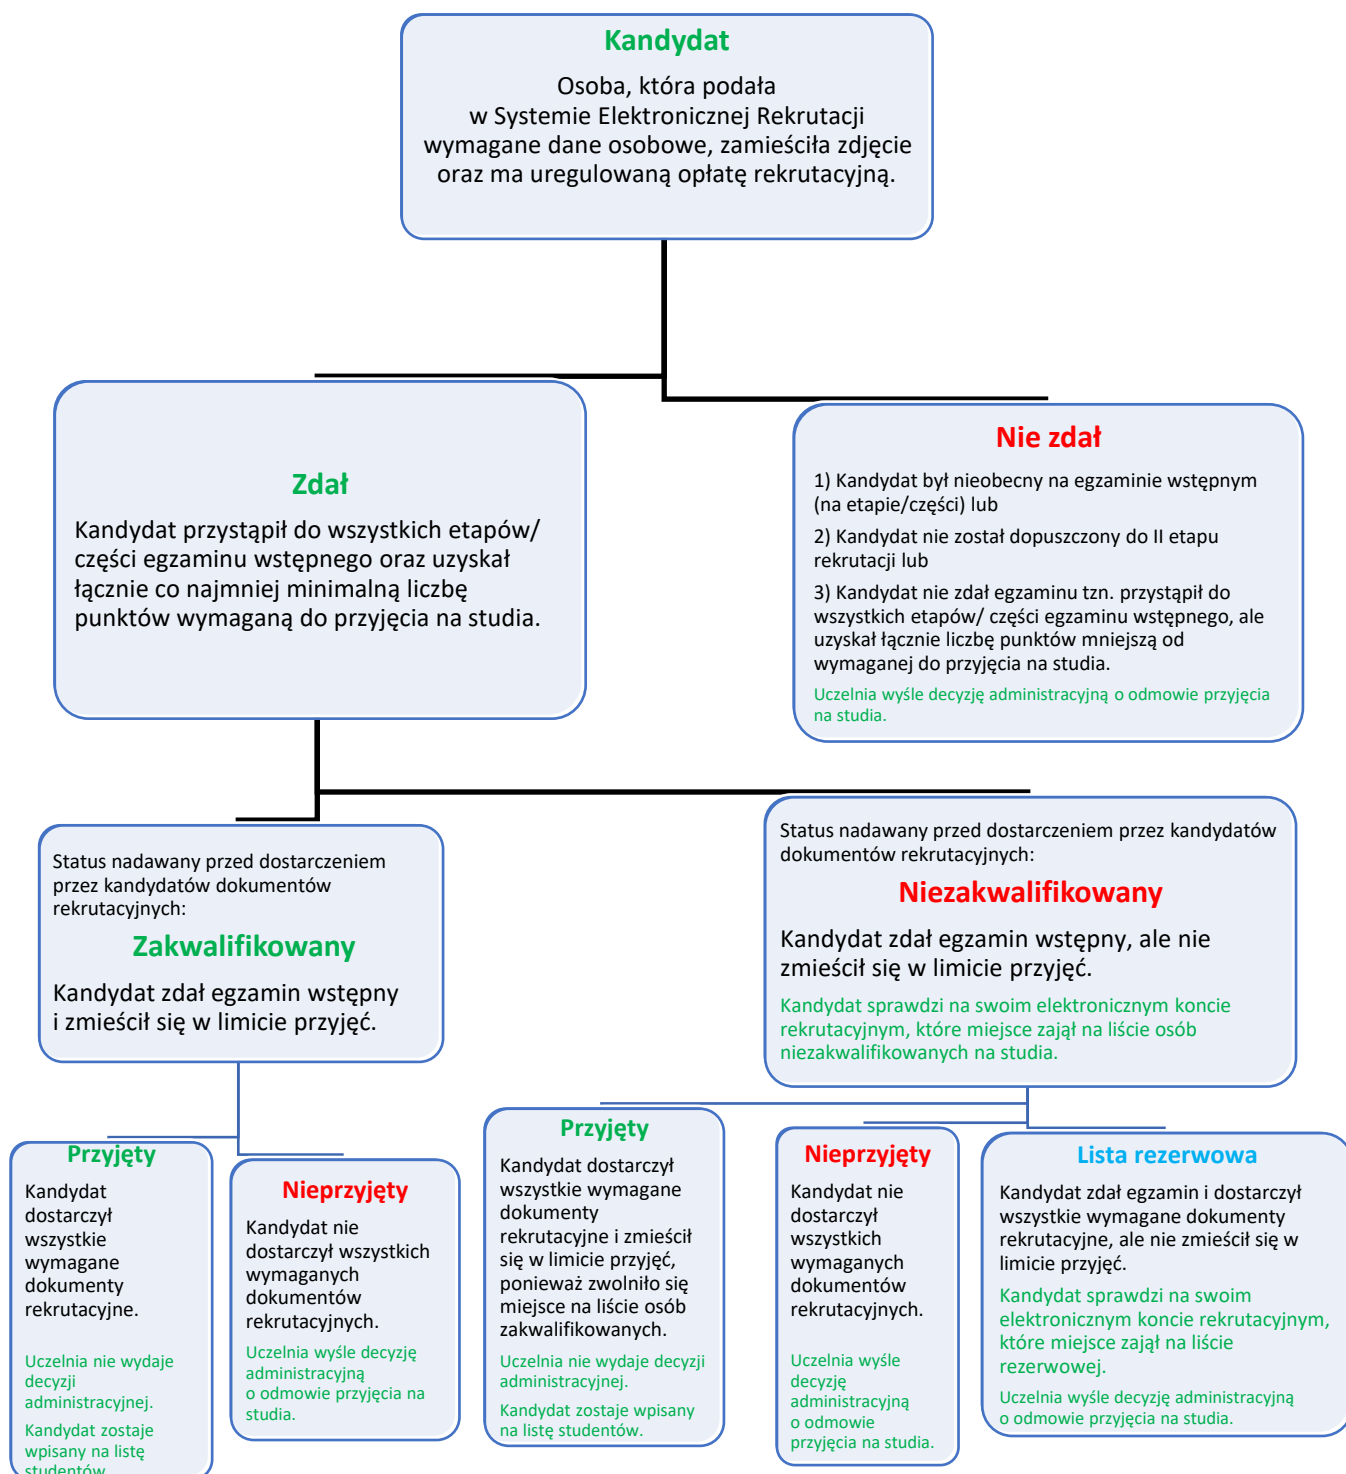 Kandydat
Osoba, która podała
w Systemie Elektronicznej Rekrutacji
wymagane dane osobowe, zamieściła zdjęcie
oraz ma uregulowaną opłatę rekrutacyjną.
Zdał
Kandydat przystąpił do wszystkich etapów/
części egzaminu wstępnego oraz uzyskał
łącznie co najmniej minimalną liczbę
punktów wymaganą do przyjęcia na studia.
Nie zdał
1) Kandydat był nieobecny na egzaminie wstępnym
(na etapie/części) lub
2) Kandydat nie został dopuszczony do II etapu
rekrutacji lub
3) Kandydat nie zdał egzaminu tzn. przystąpił do
wszystkich etapów/ części egzaminu wstępnego, ale
uzyskał łącznie liczbę punktów mniejszą od
wymaganej do przyjęcia na studia.
Uczelnia wyśle decyzję administracyjną o odmowie przyjęcia
na studia.
Status nadawany przed dostarczeniem
przez kandydatów dokumentów
rekrutacyjnych:
Zakwalifikowany
Kandydat zdał egzamin wstępny
i zmieścił się w limicie przyjęć.
Status nadawany przed dostarczeniem przez kandydatów
dokumentów rekrutacyjnych:
Niezakwalifikowany
Kandydat zdał egzamin wstępny, ale nie
zmieścił się w limicie przyjęć.
Kandydat sprawdzi na swoim elektronicznym koncie
rekrutacyjnym, które miejsce zajął na liście osób
niezakwalifikowanych na studia.
Przyjęty
Kandydat
dostarczył
wszystkie
wymagane
dokumenty
rekrutacyjne.
Uczelnia nie wydaje
decyzji
administracyjnej.
Kandydat zostaje
wpisany na listę
studentów.
Nieprzyjęty
Kandydat nie
dostarczył wszystkich
wymaganych
dokumentów
rekrutacyjnych.
Uczelnia wyśle decyzję
administracyjną
o odmowie przyjęcia na
studia.
Przyjęty
Kandydat dostarczył
wszystkie wymagane
dokumenty
rekrutacyjne i zmieścił
się w limicie przyjęć,
ponieważ zwolniło się
miejsce na liście osób
zakwalifikowanych.
Uczelnia nie wydaje decyzji
administracyjnej.
Kandydat zostaje wpisany
na listę studentów.
Nieprzyjęty
Kandydat nie
dostarczył
wszystkich
wymaganych
dokumentów
rekrutacyjnych.
Uczelnia wyśle
decyzję
administracyjną
o odmowie
przyjęcia na studia.
Lista rezerwowa
Kandydat zdał egzamin i dostarczył
wszystkie wymagane dokumenty
rekrutacyjne, ale nie zmieścił się w
limicie przyjęć.
Kandydat sprawdzi na swoim
elektronicznym koncie rekrutacyjnym,
które miejsce zajął na liście
rezerwowej.
Uczelnia wyśle decyzję administracyjną
o odmowie przyjęcia na studia.